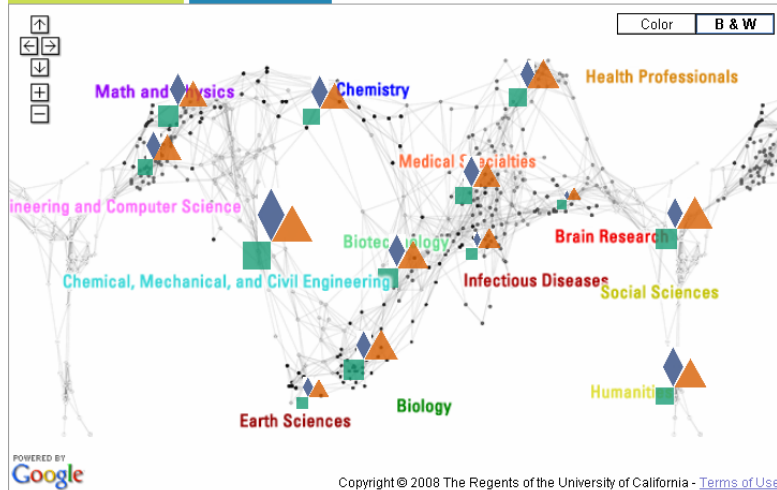 Color
B & W
Math and Physics
Chemistry
Health Professionals
Medical Specialties
ineering and Computer Science
Biotechnology
Brain Research
Chemical, Mechanical, and Civil Engineering
Infectious Diseases
Social Sciences
Humanities
Biology
Earth Sciences
POWERED BY
Google
Copyright © 2008 The Regents of the University of California - Terms of Use